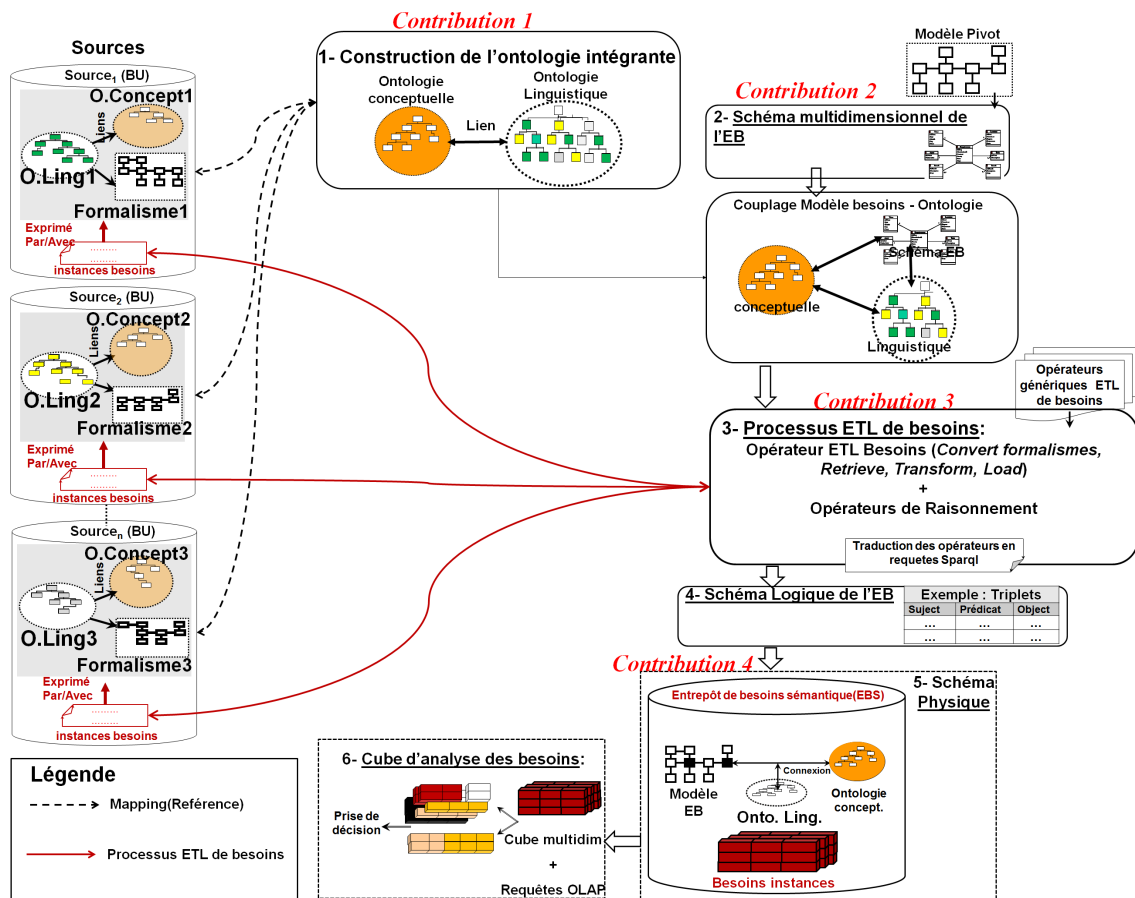 Contribution 1
Sources
Source1 (BU)
O.Concept1
Liens
O.Ling1
Formalisme1
Exprimé
Par/Avec
.........
.........
instances besoins
Source2 (BU)
O.Concept2
Liens
O.Ling2
Formalisme2
Exprimé
Par/Avec
.........
.........
instances besoins
Sourcen (BU)
O.Concept3
Liens
O.Ling3
Formalisme3
Exprimé
Par/Avec
.........
.........
instances besoins
1- Construction de l'ontologie intégrante
Ontologie
conceptuelle
Lien
Ontologie
Linguistique
Modèle Pivot
Contribution 2
2- Schéma multidimensionnel de
l'EB
Couplage Modèle besoins - Ontologie
Schéma EB
conceptuelle
Linguistique
Opérateurs
génériques ETL
de besoins
Contribution 3
3- Processus ETL de besoins:
Opérateur ETL Besoins (Convert formalismes,
Retrieve, Transform, Load)
+
Opérateurs de Raisonnement
Traduction des opérateurs en
requetes Sparql
4- Schéma Logique de l'EB
Exemple : Triplets
Suject Prédicat Object
... ... ...
... ... ...
Contribution 4
5- Schéma
Physique
Entrepôt de besoins sémantique(EBS)
Modèle
EB
Connexion
Ontologie
concept.
Onto. Ling.
Besoins instances
6- Cube d'analyse des besoins:
Prise de
décision
Cube multidim
+
Requêtes OLAP
Légende
Mapping(Référence)
Processus ETL de besoins